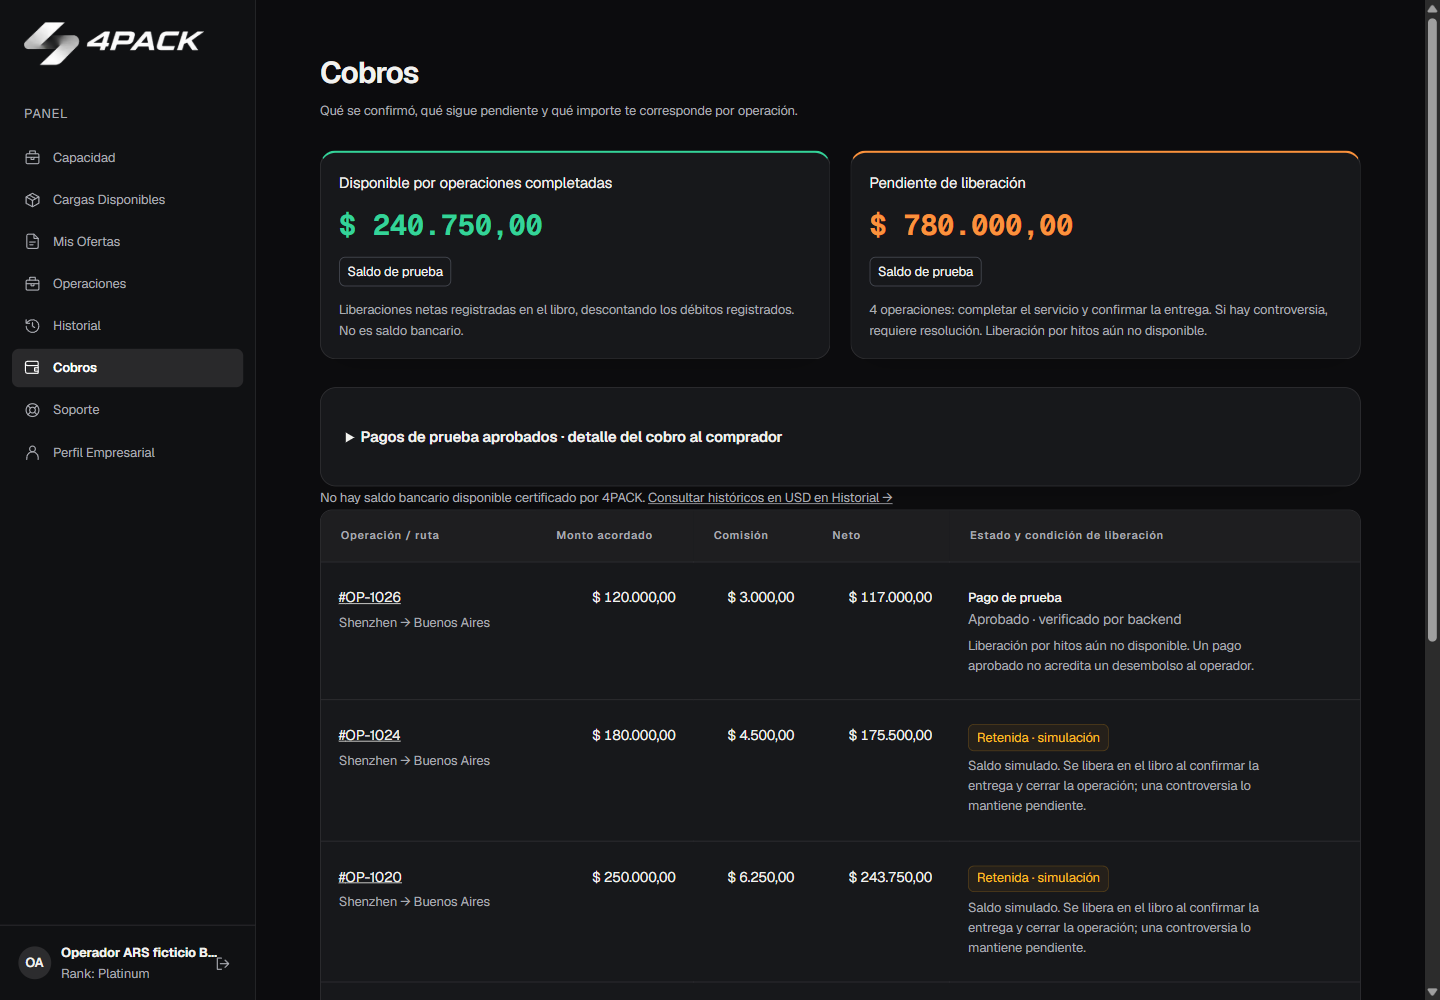 4PACK
PANEL
Capacidad
Cargas Disponibles
Mis Ofertas
Operaciones
Historial
Cobros
Soporte
Perfil Empresarial
OA
Operador ARS ficticio B...
Rank: Platinum
Cobros
Qué se confirmó, qué sigue pendiente y qué importe te corresponde por operación.
Disponible por operaciones completadas
$ 240.750,00
Saldo de prueba
Liberaciones netas registradas en el libro, descontando los débitos registrados.
No es saldo bancario.
Pendiente de liberación
$ 780.000,00
Saldo de prueba
4 operaciones: completar el servicio y confirmar la entrega. Si hay controversia,
requiere resolución. Liberación por hitos aún no disponible.
▶ Pagos de prueba aprobados · detalle del cobro al comprador
No hay saldo bancario disponible certificado por 4PACK. Consultar históricos en USD en Historial →
Operación / ruta Monto acordado Comisión Neto Estado y condición de liberación
#OP-1026 $ 120.000,00 $ 3.000,00 $ 117.000,00 Pago de prueba
Shenzhen → Buenos Aires Aprobado · verificado por backend
Liberación por hitos aún no disponible. Un pago
aprobado no acredita un desembolso al operador.
#OP-1024 $ 180.000,00 $ 4.500,00 $ 175.500,00 Retenida · simulación
Shenzhen → Buenos Aires Saldo simulado. Se libera en el libro al confirmar la
entrega y cerrar la operación; una controversia lo
mantiene pendiente.
#OP-1020 $ 250.000,00 $ 6.250,00 $ 243.750,00 Retenida · simulación
Shenzhen → Buenos Aires Saldo simulado. Se libera en el libro al confirmar la
entrega y cerrar la operación; una controversia lo
mantiene pendiente.